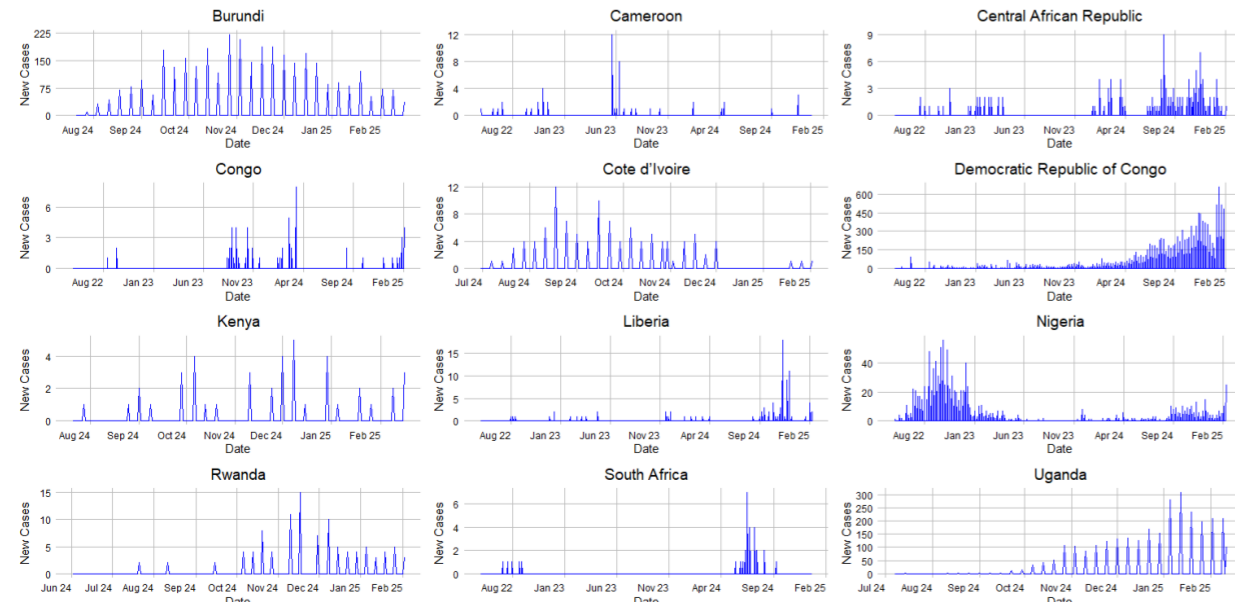 Burundi
New Cases
225
150
75
0
Aug 24 Sep 24 Oct 24 Nov 24 Dec 24 Jan 25 Feb 25
Date
Cameroon
New Cases
12
8
4
0
Aug 22 Jan 23 Jun 23 Nov 23 Apr 24 Sep 24 Feb 25
Date
Central African Republic
New Cases
9
6
3
0
Aug 22 Jan 23 Jun 23 Nov 23 Apr 24 Sep 24 Feb 25
Date
Congo
New Cases
6
3
0
Aug 22 Jan 23 Jun 23 Nov 23 Apr 24 Sep 24 Feb 25
Date
Cote d'Ivoire
New Cases
12
8
4
0
Jul 24 Aug 24 Sep 24 Oct 24 Nov 24 Dec 24 Jan 25 Feb 25
Date
Democratic Republic of Congo
New Cases
600
450
300
150
0
Aug 22 Jan 23 Jun 23 Nov 23 Apr 24 Sep 24 Feb 25
Date
Kenya
New Cases
4
2
0
Aug 24 Sep 24 Oct 24 Nov 24 Dec 24 Jan 25 Feb 25
Date
Liberia
New Cases
15
10
5
0
Aug 22 Jan 23 Jun 23 Nov 23 Apr 24 Sep 24 Feb 25
Date
Nigeria
New Cases
40
20
0
Aug 22 Jan 23 Jun 23 Nov 23 Apr 24 Sep 24 Feb 25
Date
Rwanda
New Cases
15
10
5
0
Jun 24 Jul 24 Aug 24 Sep 24 Oct 24 Nov 24 Dec 24 Jan 25 Feb 25
Date
South Africa
New Cases
6
4
2
0
Aug 22 Jan 23 Jun 23 Nov 23 Apr 24 Sep 24 Feb 25
Date
Uganda
New Cases
300
250
200
150
100
50
0
Jul 24 Aug 24 Sep 24 Oct 24 Nov 24 Dec 24 Jan 25 Feb 25
Date